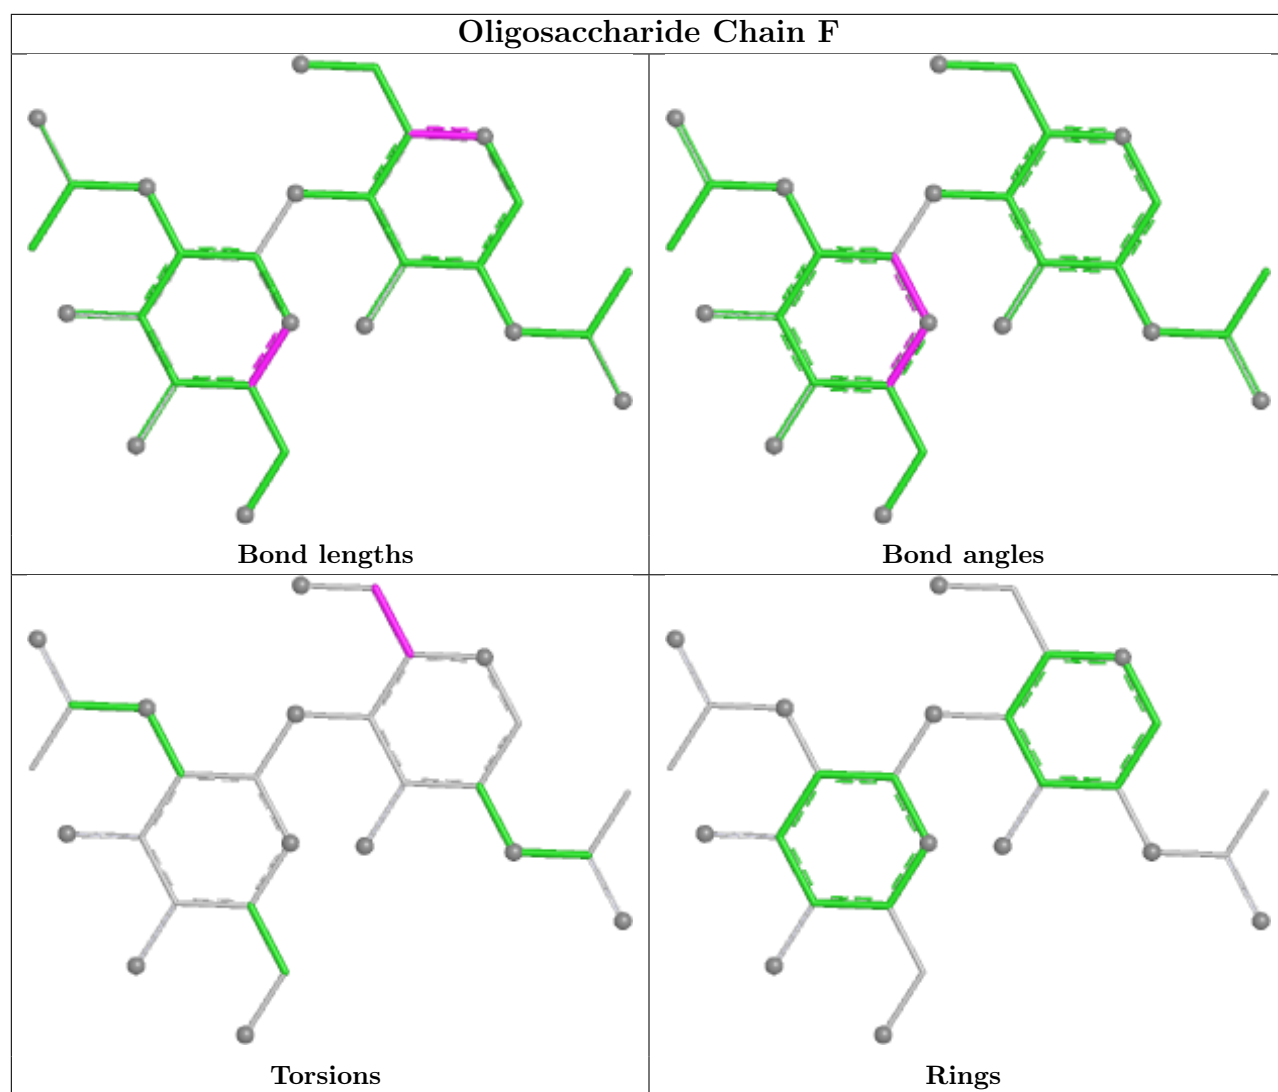 Oligosaccharide Chain F
Bond lengths
Bond angles
Torsions
Rings